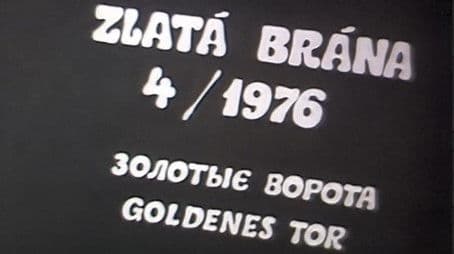 ZLATÁ BRÁNA
4/1976
ЗОЛОТЫЕ ВОРОТА
GOLDENES TOR